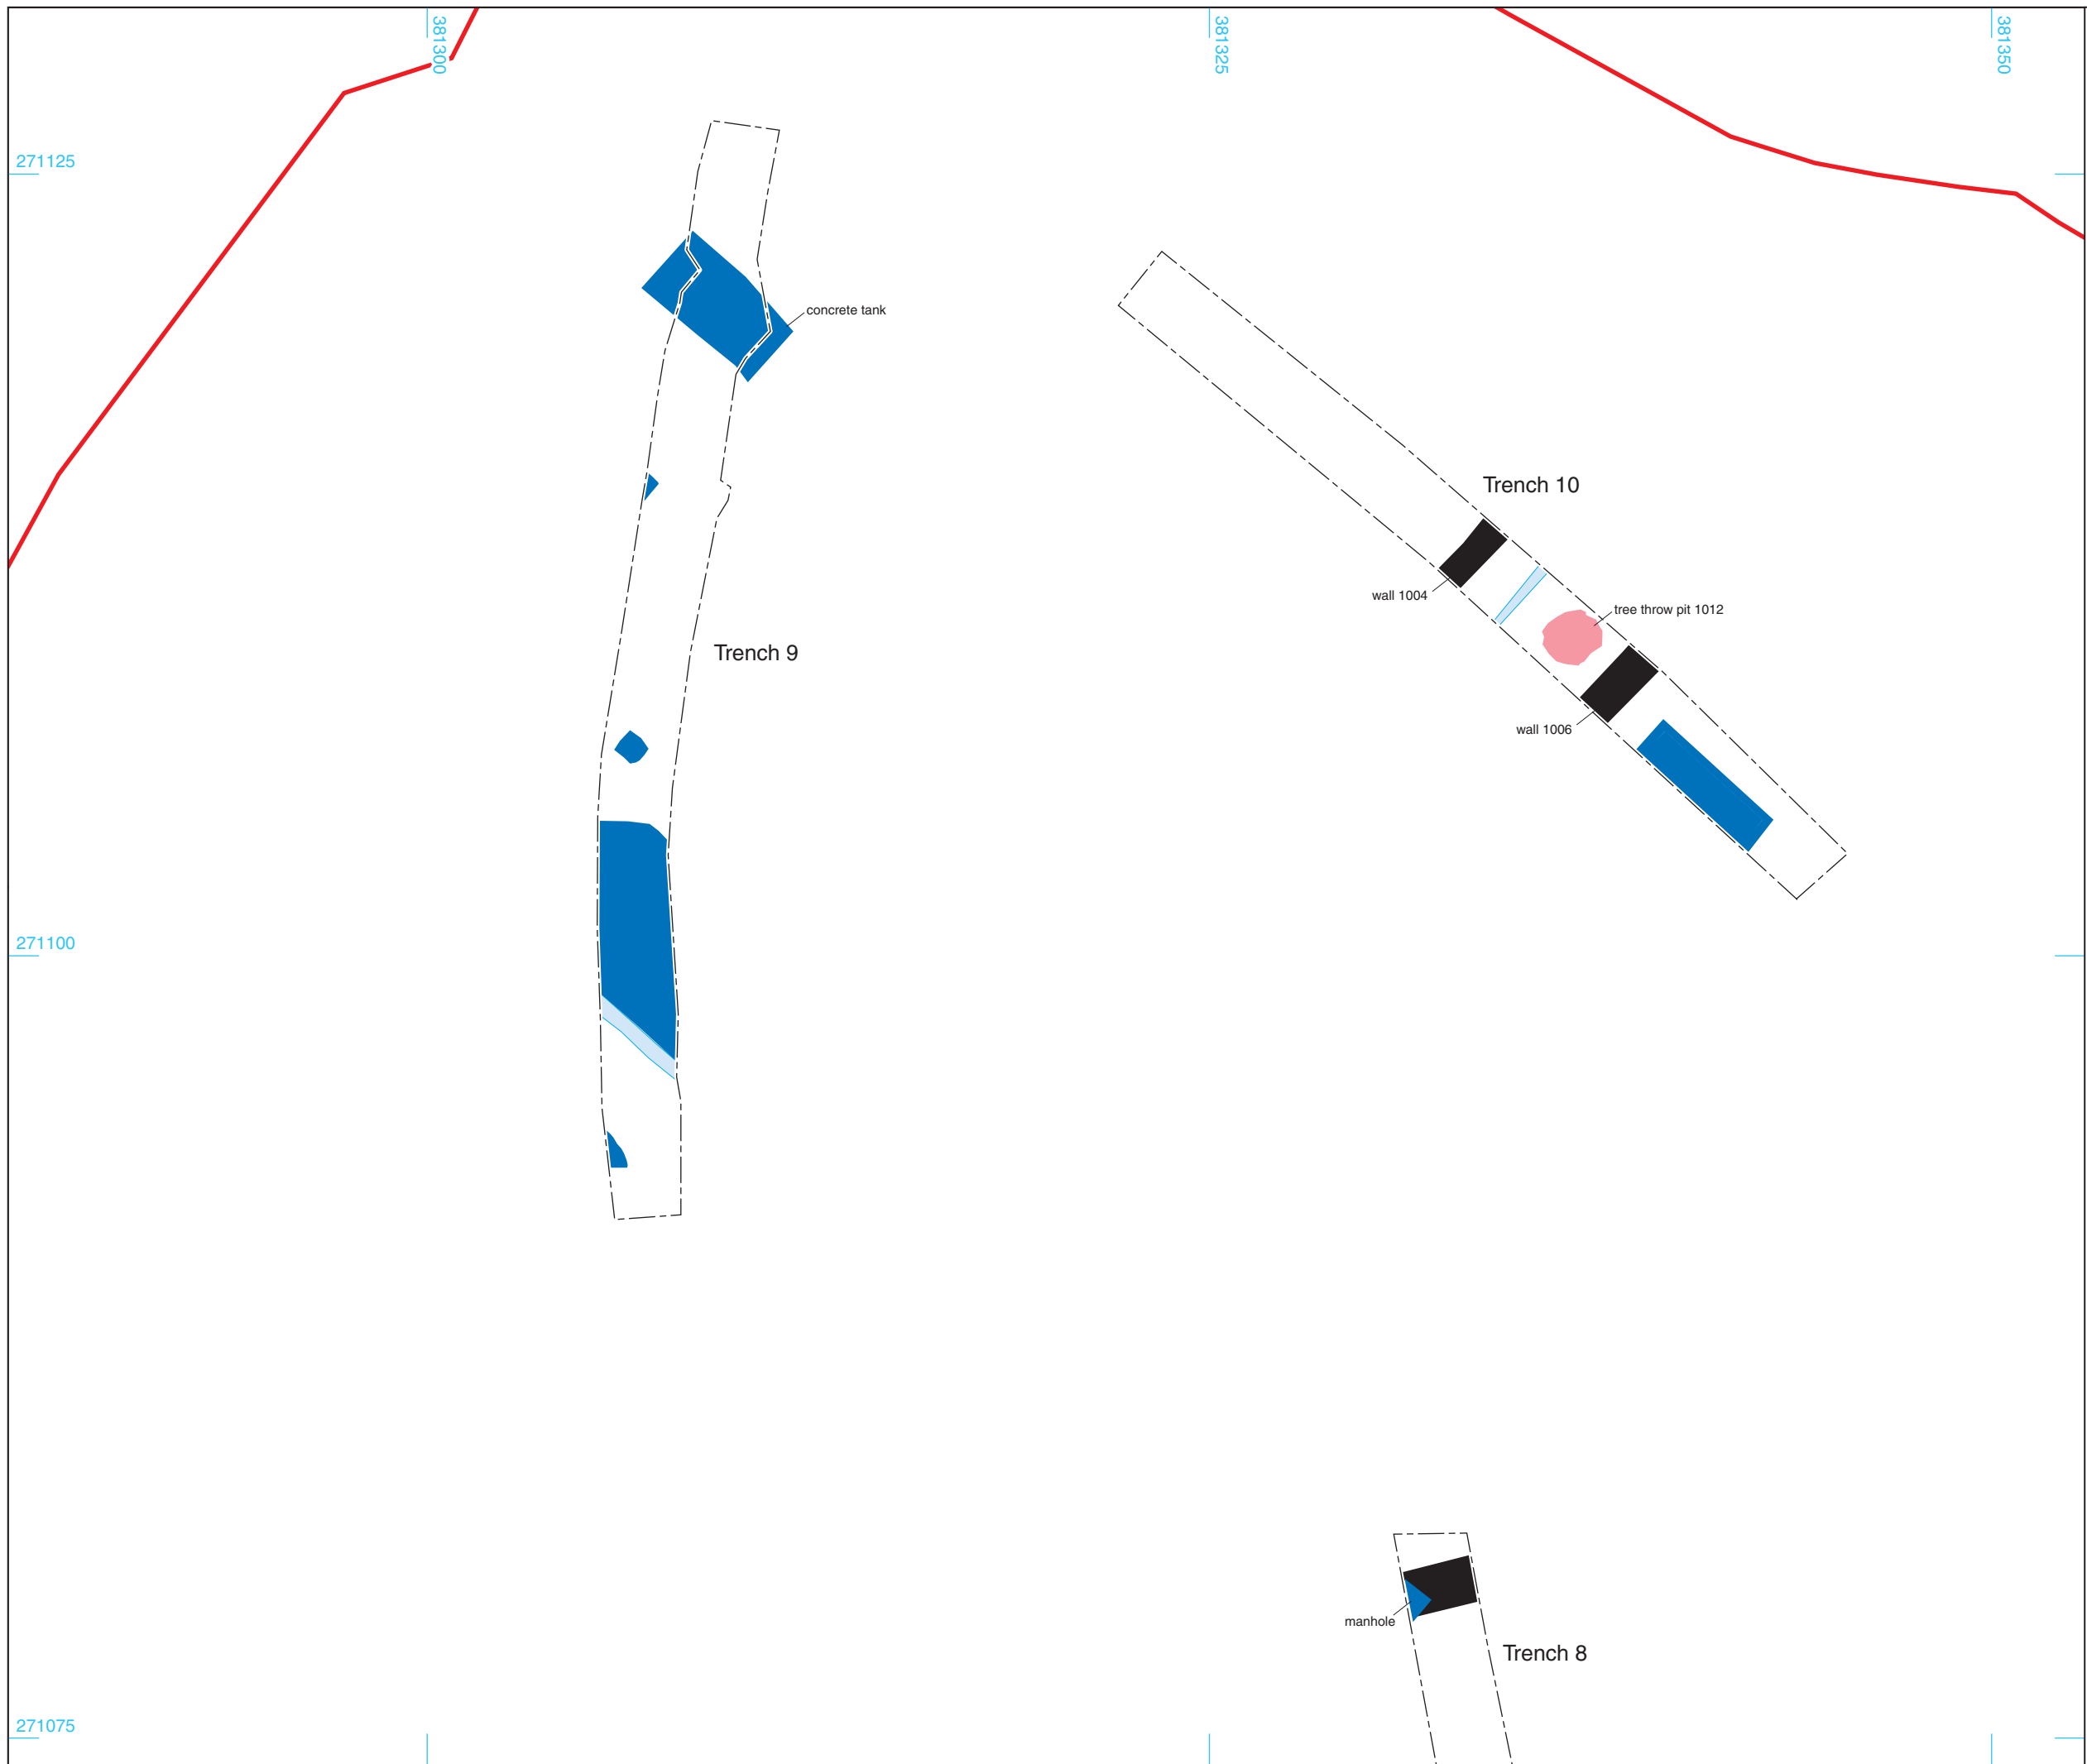 381300
381325
381350
271125
concrete tank
Trench 10
wall 1004
tree throw pit 1012
Trench 9
wall 1006
271100
manhole
Trench 8
271075